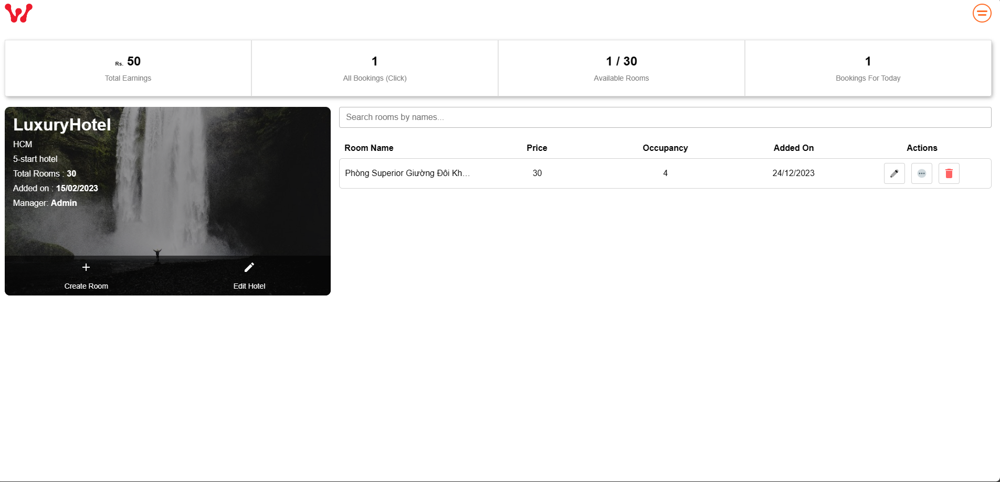 Rs. 50
Total Earnings
1
All Bookings (Click)
1 / 30
Available Rooms
1
Bookings For Today
LuxuryHotel
HCM
5-start hotel
Total Rooms : 30
Added on : 15/02/2023
Manager: Admin
Create Room
Edit Hotel
Search rooms by names...
Room Name Price Occupancy Added On Actions
Phòng Superior Giường Đôi Kh... 30 4 24/12/2023